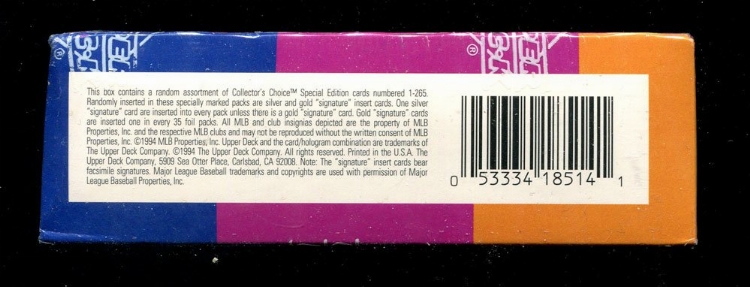 This box contains a random assortment of Collector's Choice™ Special Edition cards numbered 1-265.
Randomly inserted in these specially marked packs are silver and gold "signature" insert cards. One silver
"signature" card are inserted into every pack unless there is a gold "signature" card. Gold "signature" cards
are inserted one in every 35 foil packs. All MLB and club insignias depicted are the property of MLB
Properties, Inc. and the respective MLB clubs and may not be reproduced without the written consent of MLB
Properties, Inc. ©1994 MLB Properties, Inc. Upper Deck and the card/hologram combination are trademarks of
The Upper Deck Company. ©1994 The Upper Deck Company. All rights reserved. Printed in the U.S.A. The
Upper Deck Company, 5909 Sea Otter Place, Carlsbad, CA 92008. Note: The "signature" insert cards bear
facsimile signatures. Major League Baseball trademarks and copyrights are used with permission of Major
League Baseball Properties, Inc.
0 53334 18514 1